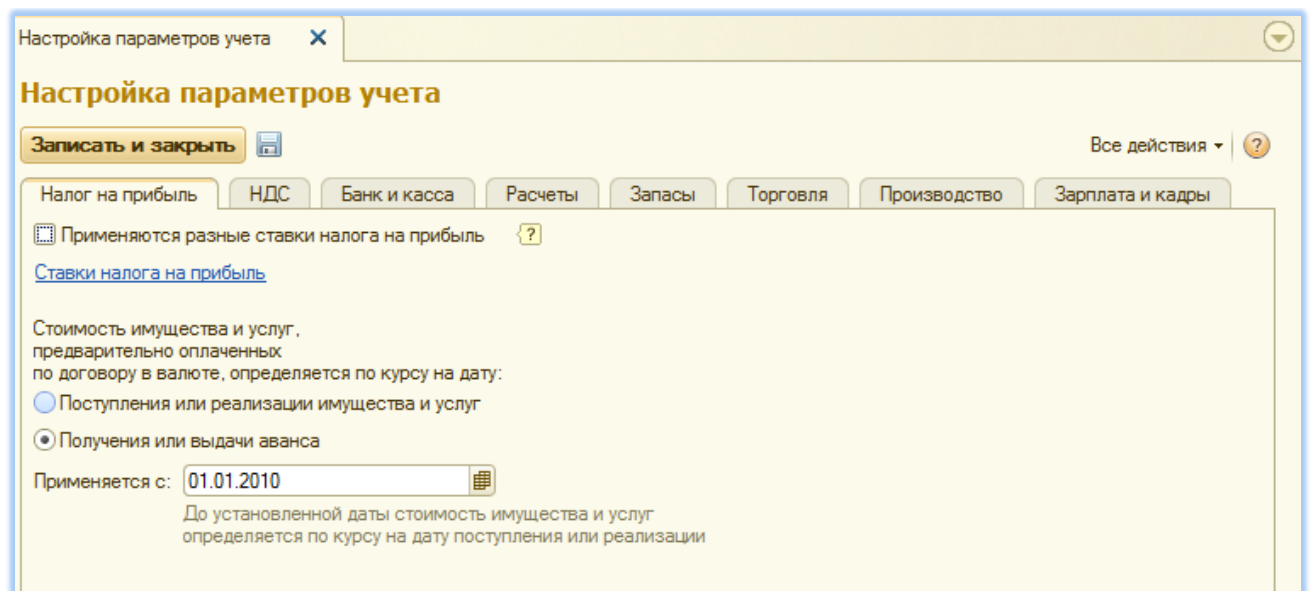 Настройка параметров учета
Настройка параметров учета
Записать и закрыть Все действия ?
Налог на прибыль НДС Банк и касса Расчеты Запасы Торговля Производство Зарплата и кадры
Применяются разные ставки налога на прибыль ?
Ставки налога на прибыль
Стоимость имущества и услуг,
предварительно оплаченных
по договору в валюте, определяется по курсу на дату:
Поступления или реализации имущества и услуг
Получения или выдачи аванса
Применяется с: 01.01.2010
До установленной даты стоимость имущества и услуг
определяется по курсу на дату поступления или реализации